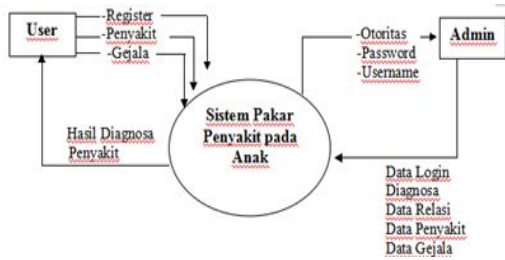 User
-Register
-Penyakit
-Gejala
-Otoritas
-Password
-Username
Admin
Sistem Pakar
Penyakit pada
Anak
Hasil Diagnosa
Penyakit
Data Login
Diagnosa
Data Relasi
Data Penyakit
Data Gejala